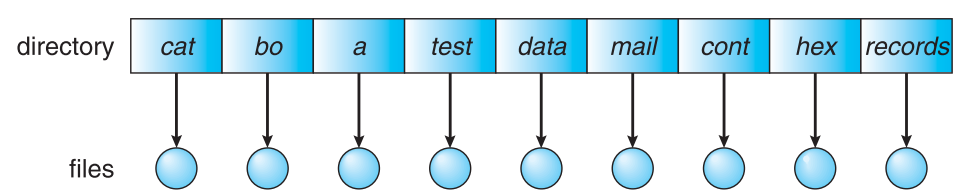 directory cat bo a test data mail cont hex records
files